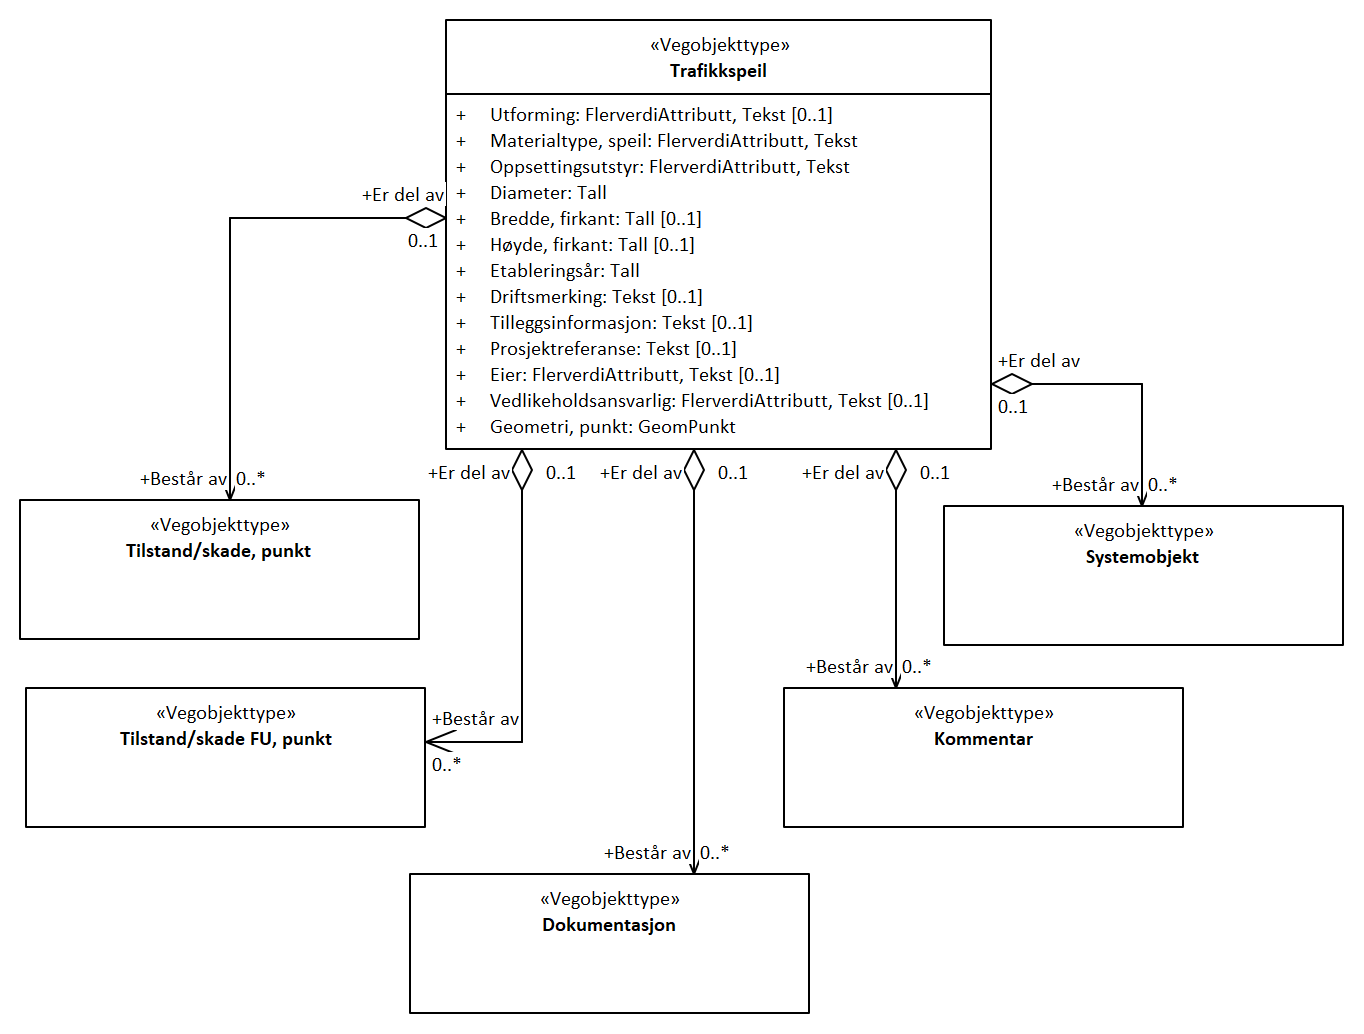 «Vegobjekttype»
Trafikkspeil
+ Utforming: FlerverdiAttributt, Tekst [0..1]
+ Materialtype, speil: FlerverdiAttributt, Tekst
+ Oppsettingsutstyr: FlerverdiAttributt, Tekst
+ Diameter: Tall
+ Bredde, firkant: Tall [0..1]
+ Høyde, firkant: Tall [0..1]
+ Etableringsår: Tall
+ Driftsmerking: Tekst [0..1]
+ Tilleggsinformasjon: Tekst [0..1]
+ Prosjektreferanse: Tekst [0..1]
+ Eier: FlerverdiAttributt, Tekst [0..1]
+ Vedlikeholdsansvarlig: FlerverdiAttributt, Tekst [0..1]
+ Geometri, punkt: GeomPunkt
+Er del av
0..1
+Består av 0..*
«Vegobjekttype»
Tilstand/skade, punkt
+Er del av
0..1
+Består av 0..*
«Vegobjekttype»
Systemobjekt
+Er del av 0..1
+Består av
0..*
«Vegobjekttype»
Tilstand/skade FU, punkt
+Er del av 0..1
+Består av 0..*
«Vegobjekttype»
Dokumentasjon
+Er del av 0..1
+Består av 0..*
«Vegobjekttype»
Kommentar